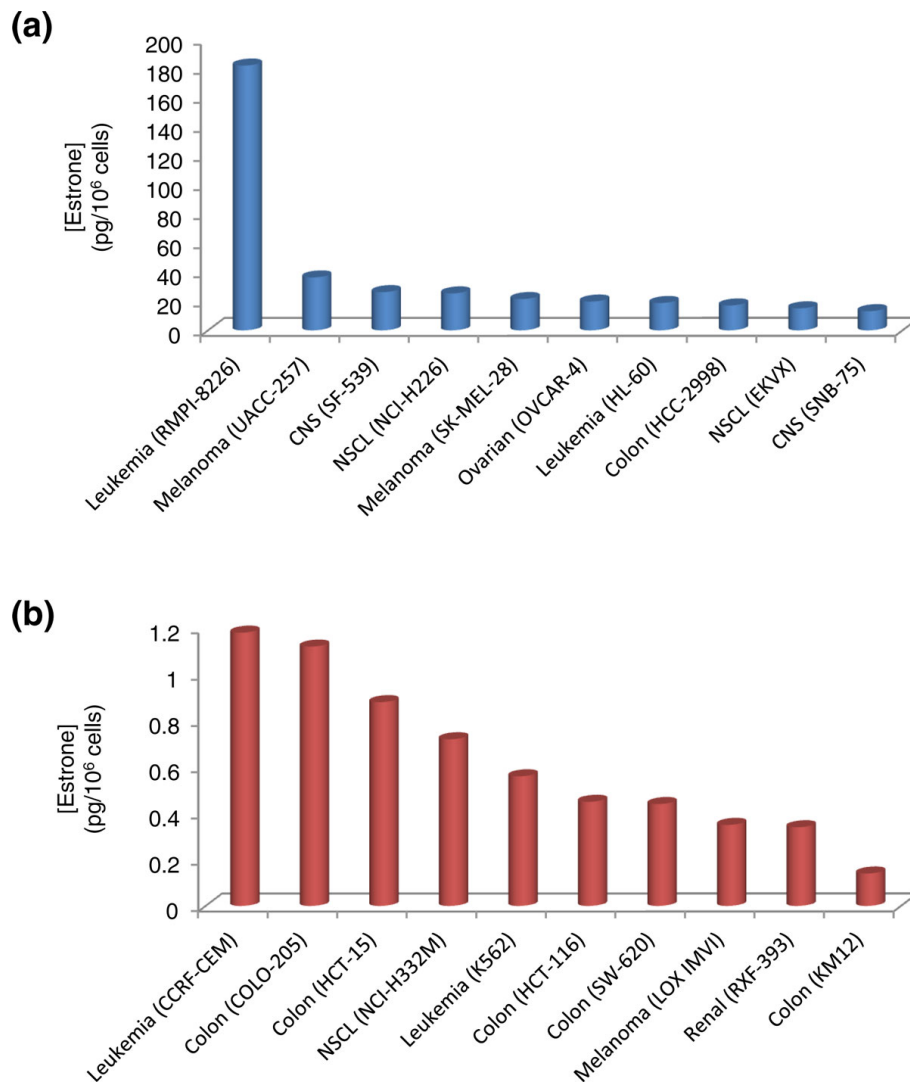 (a)
[Estrone]
(pg/10⁶ cells)
200
180
160
140
120
100
80
60
40
20
0
Leukemia (RMPI-8226)
Melanoma (UACC-257)
CNS (SF-539)
NSCL (NCI-H226)
Melanoma (SK-MEL-28)
Ovarian (OVCAR-4)
Leukemia (HL-60)
Colon (HCC-2998)
NSCL (EKVX)
CNS (SNB-75)
(b)
[Estrone]
(pg/10⁶ cells)
1.2
1
0.8
0.6
0.4
0.2
0
Leukemia (CCRF-CEM)
Colon (COLO-205)
Colon (HCT-15)
NSCL (NCI-H332M)
Leukemia (K562)
Colon (HCT-116)
Colon (SW-620)
Melanoma (LOX IMVI)
Renal (RXF-393)
Colon (KM12)